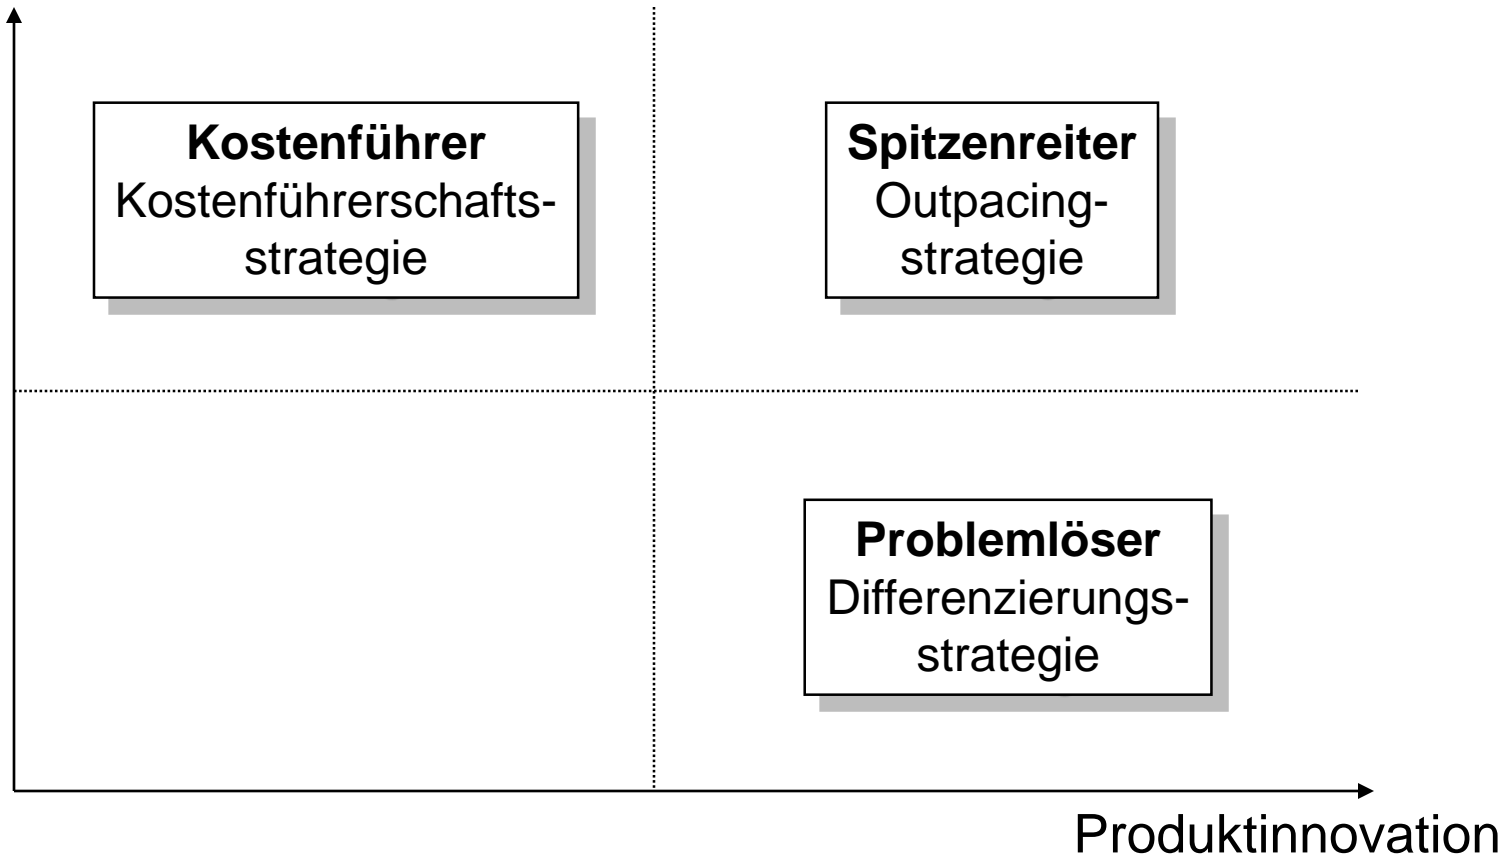 Kostenführer
Kostenführerschafts-
strategie
Spitzenreiter
Outpacing-
strategie
Problemlöser
Differenzierungs-
strategie
Produktinnovation